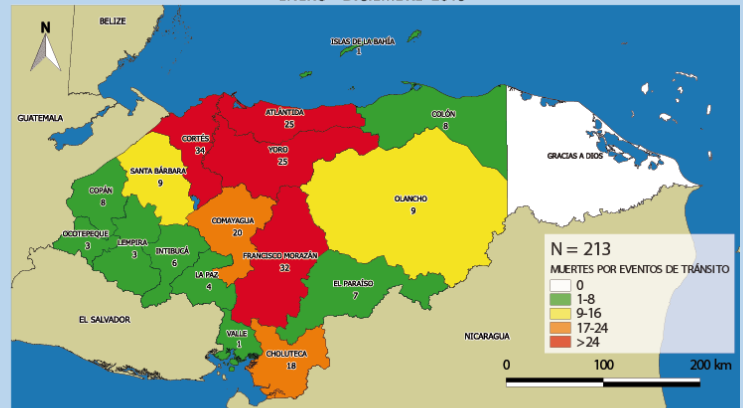 BELIZE
N
ISLAS DE LA BAHÍA
1
GUATEMALA
ATLANTIDA
25
COLÓN
8
CORTÉS
34
YORO
25
GRACIAS A DIOS
SANTA BÁRBARA
9
COPÁN
8
OLANCHO
9
COMAYAGUA
20
OCOTEPEQUE
3
LEMPIRA
3
INTIBUCÁ
6
FRANCISCO MORAZÁN
32
LA PAZ
4
EL PARAÍSO
7
EL SALVADOR
VALLE
1
CHOLUTECA
18
NICARAGUA
N = 213
MUERTES POR EVENTOS DE TRÁNSITO
0
1-8
9-16
17-24
>24
0 100 200 km